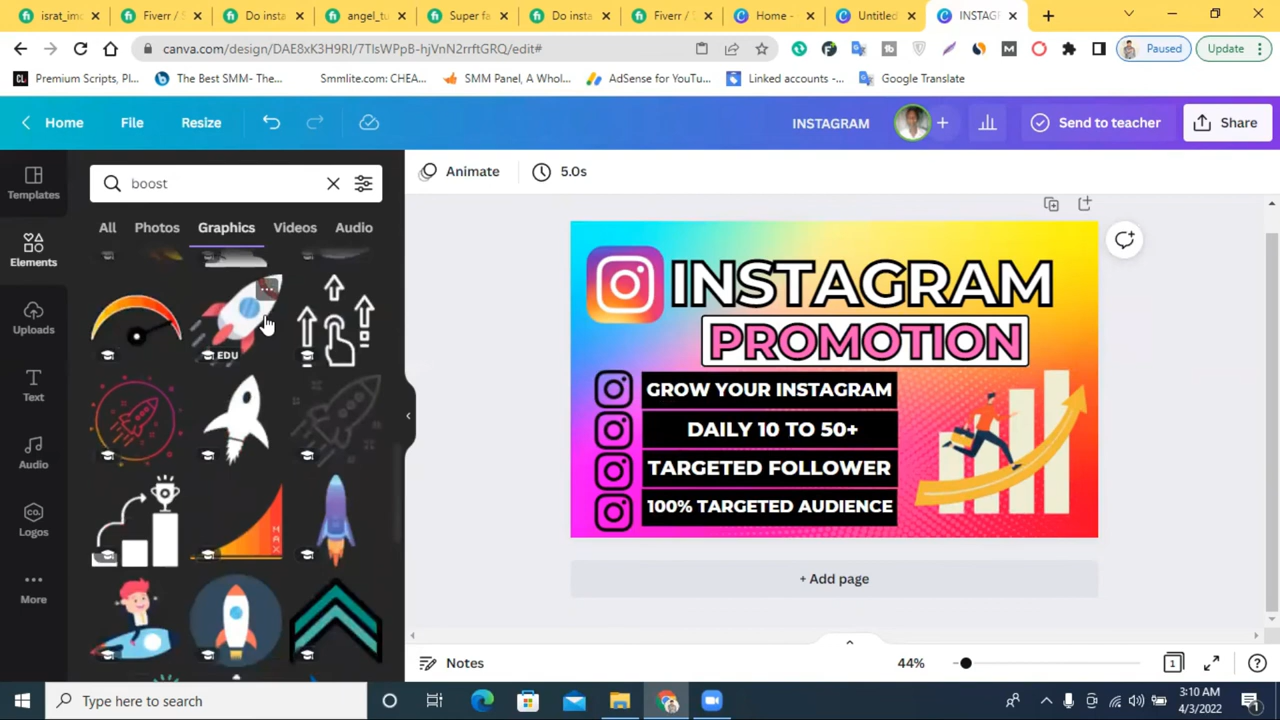 israt_im
Fiverr / S
Do insta
angel_tu
Super fa
Do insta
Fiverr / S
Home -
Untitled
INSTAG
canva.com/design/DAE8xK3H9RI/7TIsWPpB-hjVnN2rrftGRQ/edit#
Paused
Update
Premium Scripts, Pl...
The Best SMM- The...
Smmlite.com: CHEA...
SMM Panel, A Whol...
AdSense for YouTu...
Linked accounts -...
Google Translate
Home
File
Resize
INSTAGRAM
Send to teacher
Share
Templates
Elements
Uploads
Text
Audio
Logos
More
boost
All
Photos
Graphics
Videos
Audio
EDU
MAX
Animate
5.0s
INSTAGRAM
PROMOTION
GROW YOUR INSTAGRAM
DAILY 10 TO 50+
TARGETED FOLLOWER
100% TARGETED AUDIENCE
+ Add page
Notes
44%
1
Type here to search
3:10 AM
4/3/2022